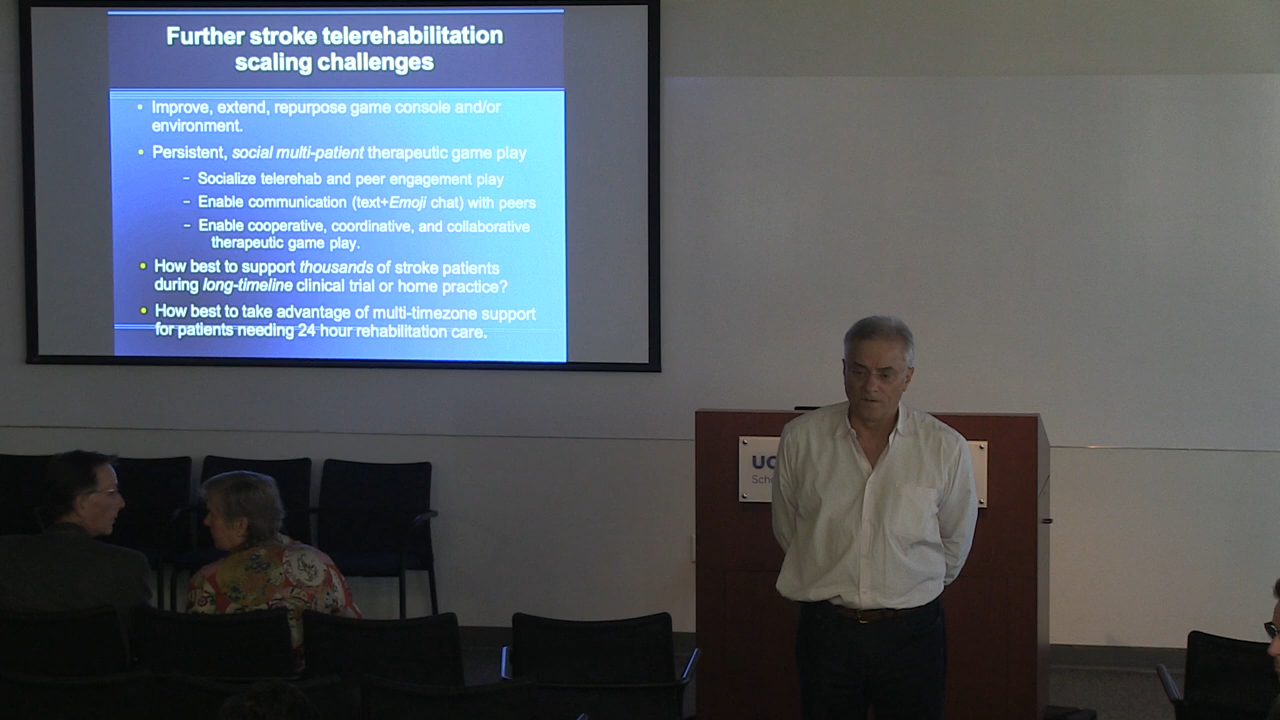 Further stroke telerehabilitation
scaling challenges
• Improve, extend, repurpose game console and/or
environment.
• Persistent, social multi-patient therapeutic game play
– Socialize telerehab and peer engagement play
– Enable communication (text+Emoji chat) with peers
– Enable cooperative, coordinative, and collaborative
therapeutic game play.
• How best to support thousands of stroke patients
during long-timeline clinical trial or home practice?
• How best to take advantage of multi-timezone support
for patients needing 24 hour rehabilitation care.
UC
Sch